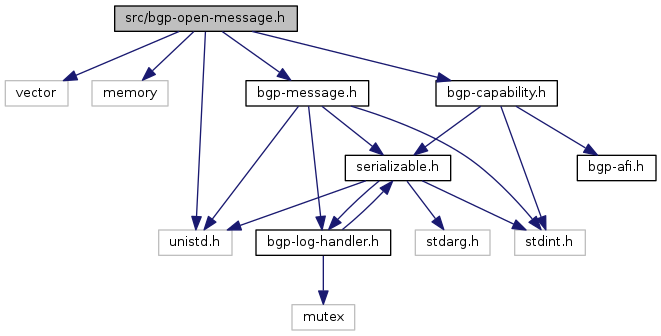 src/bgp-open-message.h
vector
memory
bgp-message.h
bgp-capability.h
serializable.h
bgp-afi.h
unistd.h
bgp-log-handler.h
stdarg.h
stdint.h
mutex